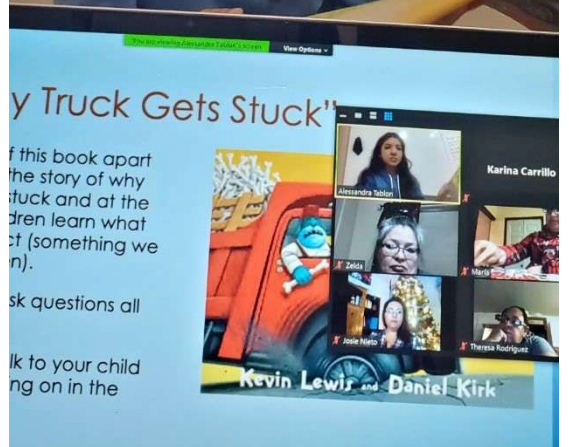 You are viewing Alessandra Tablon's screen
View Options
y Truck Gets Stuck"
f this book apart
the story of why
stuck and at the
dren learn what
ct (something we
n).
sk questions all
lk to your child
ng on in the
Kevin Lewis and Daniel Kirk
Alessandra Tablon
Karina Carrillo
Zelda
Maria
Josie Nieto
Theresa Rodriguez